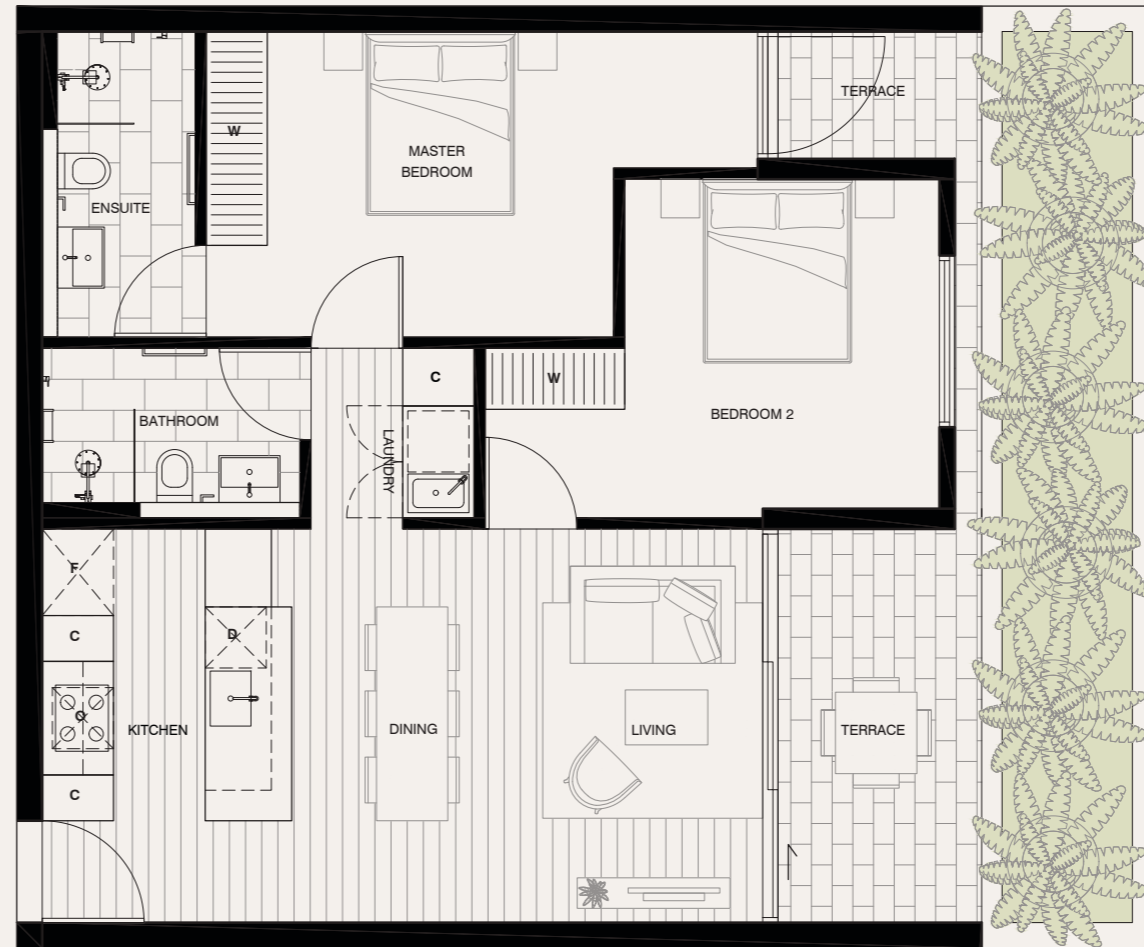 TERRACE
W
MASTER
BEDROOM
ENSUITE
C
W
BATHROOM
BEDROOM 2
LAUNDRY
F
C
D
O
KITCHEN
DINING
LIVING
TERRACE
C